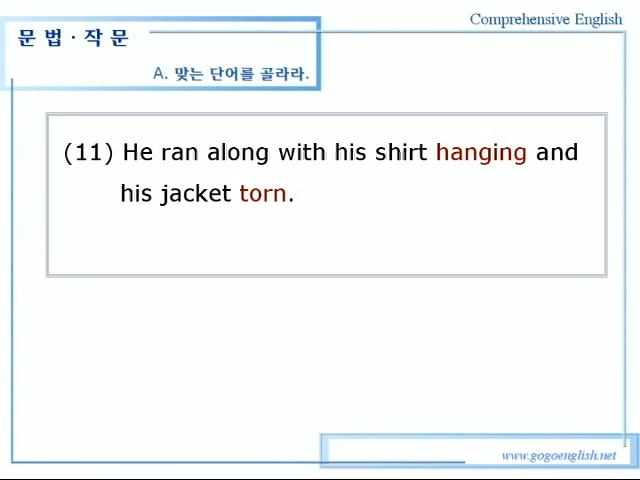 Comprehensive English
문 법 · 작 문
A. 맞는 단어를 골라라.
(11) He ran along with his shirt hanging and
his jacket torn.
www.gogoenglish.net